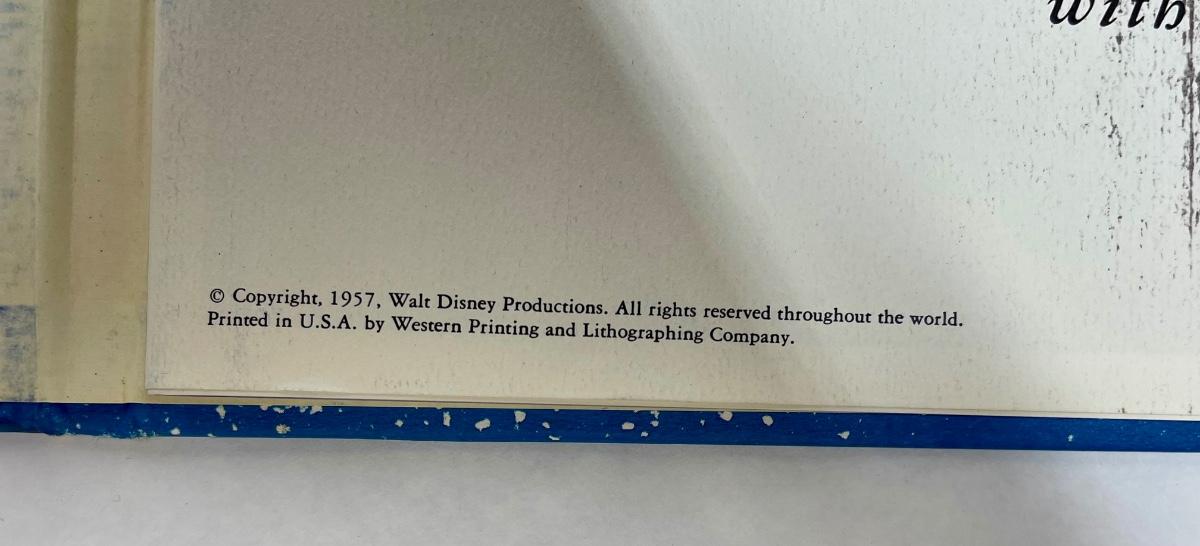 with
© Copyright, 1957, Walt Disney Productions. All rights reserved throughout the world.
Printed in U.S.A. by Western Printing and Lithographing Company.